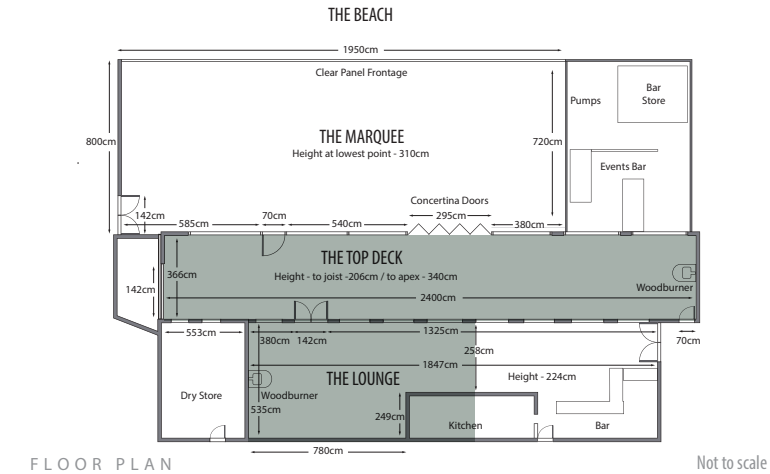 THE BEACH
1950cm
Clear Panel Frontage
Bar
Store
Pumps
THE MARQUEE
800cm
720cm
Height at lowest point - 310cm
Events Bar
Concertina Doors
142cm
585cm
70cm
540cm
295cm
380cm
THE TOP DECK
366cm
Height - to joist -206cm / to apex - 340cm
142cm
Woodburner
2400cm
553cm
380cm
142cm
1325cm
70cm
258cm
1847cm
THE LOUNGE
Height - 224cm
Dry Store
Woodburner
535cm
249cm
Kitchen
Bar
780cm
FLOOR PLAN
Not to scale